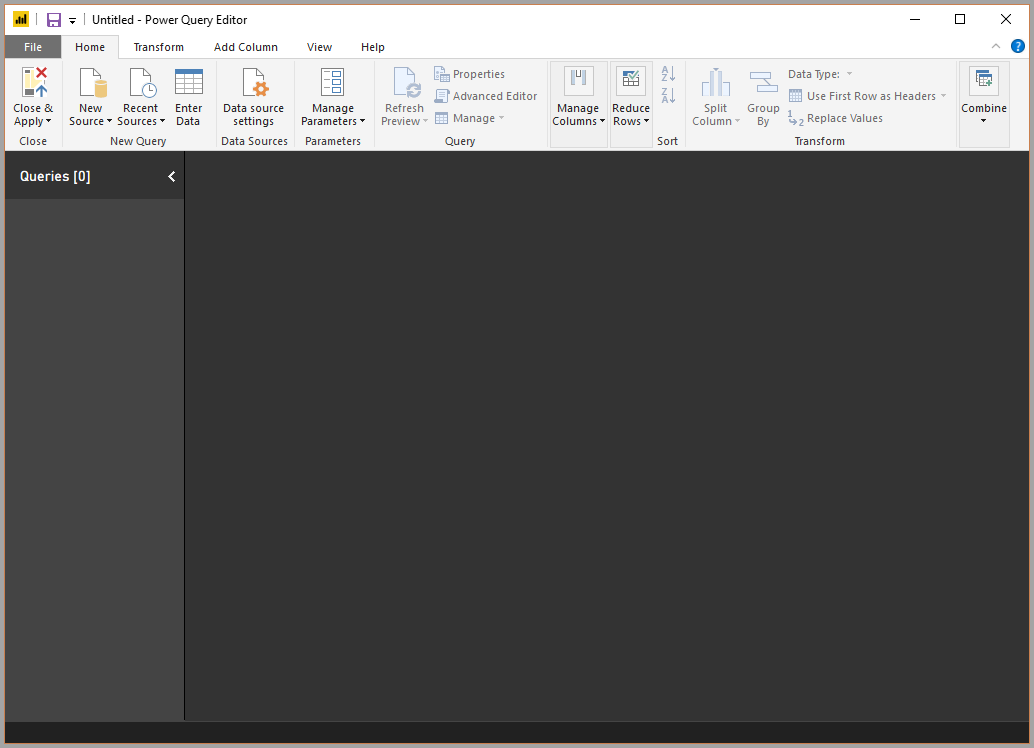 Untitled - Power Query Editor
File Home Transform Add Column View Help ?
Close & Apply
Close
New Source
Recent Sources
Enter Data
New Query
Data source settings
Data Sources
Manage Parameters
Parameters
Refresh Preview
Properties
Advanced Editor
Manage
Query
Manage Columns
Reduce Rows
A Z
Z A
Sort
Split Column
Group By
Data Type:
Use First Row as Headers
1 2 Replace Values
Transform
Combine
Queries [0]